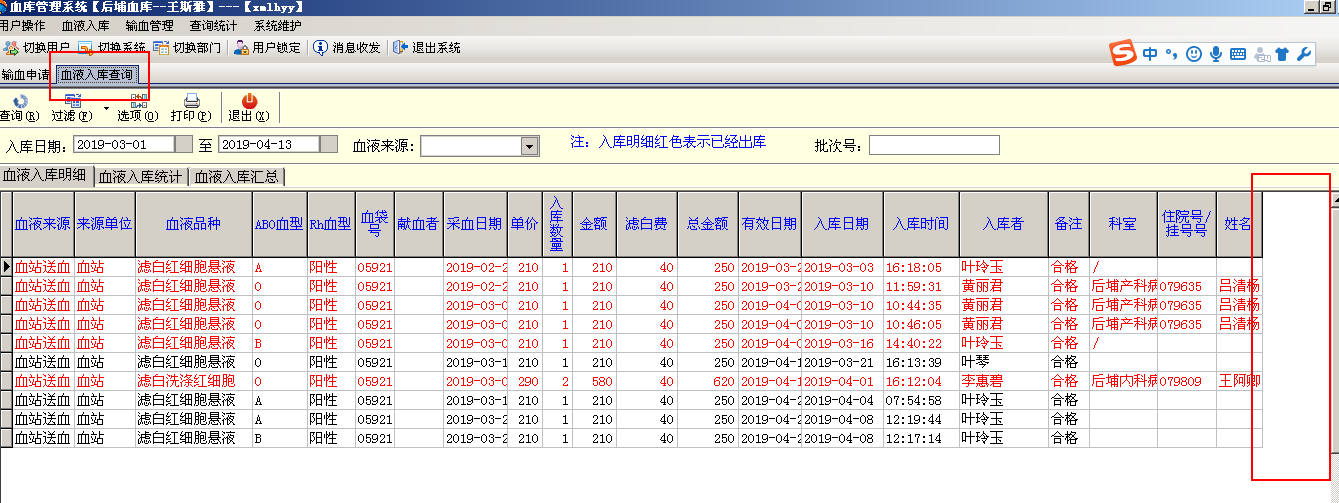 血库管理系统【后埔血库--王斯雅】---【xmlhyy】
用户操作 血液入库 输血管理 查询统计 系统维护
切换用户 切换系统 切换部门 用户锁定 消息收发 退出系统
中
输血申请 血液入库查询
查询(R) 过滤(F) 选项(O) 打印(P) 退出(X)
入库日期: 2019-03-01 至 2019-04-13 血液来源: 注: 入库明细红色表示已经出库 批次号:
血液入库明细 血液入库统计 血液入库汇总
血液来源 来源单位 血液品种 ABO血型 Rh血型 血袋号 献血者 采血日期 单价 入库数量 金额 滤白费 总金额 有效日期 入库日期 入库时间 入库者 备注 科室 住院号/挂号号 姓名
血站送血 血站 滤白红细胞悬液 A 阳性 05921 2019-02-2 210 1 210 40 250 2019-03-2 2019-03-03 16:18:05 叶玲玉 合格 /
血站送血 血站 滤白红细胞悬液 O 阳性 05921 2019-02-2 210 1 210 40 250 2019-03-2 2019-03-10 11:59:31 黄丽君 合格 后埔产科病 079635 吕清杨
血站送血 血站 滤白红细胞悬液 O 阳性 05921 2019-03-0 210 1 210 40 250 2019-04-0 2019-03-10 10:44:35 黄丽君 合格 后埔产科病 079635 吕清杨
血站送血 血站 滤白红细胞悬液 O 阳性 05921 2019-03-0 210 1 210 40 250 2019-04-0 2019-03-10 10:46:05 黄丽君 合格 后埔产科病 079635 吕清杨
血站送血 血站 滤白红细胞悬液 B 阳性 05921 2019-03-0 210 1 210 40 250 2019-04-0 2019-03-16 14:40:22 叶玲玉 合格 /
血站送血 血站 滤白红细胞悬液 O 阳性 05921 2019-03-1 210 1 210 40 250 2019-04-1 2019-03-21 16:13:39 叶琴 合格
血站送血 血站 滤白洗涤红细胞 O 阳性 05921 2019-03-0 290 2 580 40 620 2019-04-1 2019-04-01 16:12:04 李惠碧 合格 后埔内科病 079809 王阿卿
血站送血 血站 滤白红细胞悬液 A 阳性 05921 2019-03-1 210 1 210 40 250 2019-04-2 2019-04-04 07:54:58 叶玲玉 合格
血站送血 血站 滤白红细胞悬液 A 阳性 05921 2019-03-2 210 1 210 40 250 2019-04-2 2019-04-08 12:19:44 叶玲玉 合格
血站送血 血站 滤白红细胞悬液 B 阳性 05921 2019-03-2 210 1 210 40 250 2019-04-2 2019-04-08 12:17:14 叶玲玉 合格